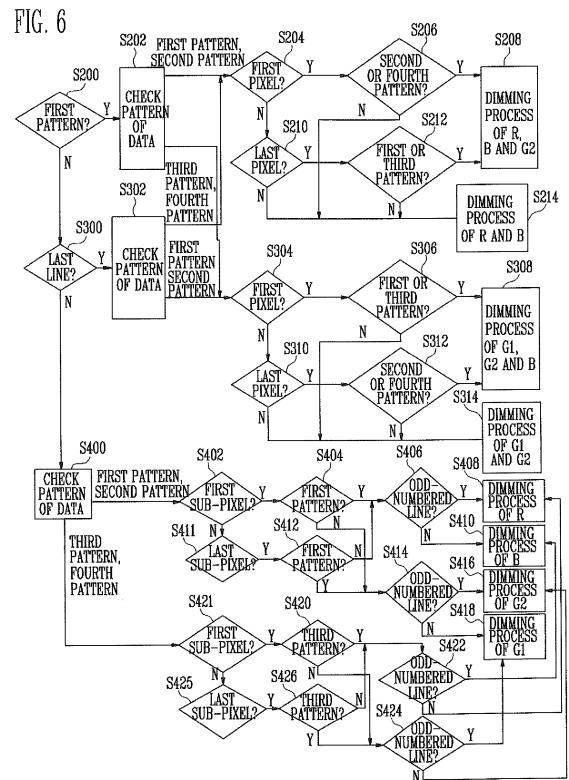 FIG. 6
S200
FIRST
PATTERN?
Y
N
S202
CHECK
PATTERN
OF
DATA
FIRST PATTERN,
SECOND PATTERN
THIRD
PATTERN,
FOURTH
PATTERN
S204
FIRST
PIXEL?
Y
N
S206
SECOND
OR FOURTH
PATTERN?
Y
N
S208
DIMMING
PROCESS
OF R,
B AND G2
S210
LAST
PIXEL?
Y
N
S212
FIRST OR
THIRD
PATTERN?
Y
N
S214
DIMMING
PROCESS
OF R AND B
S300
LAST
LINE?
Y
N
S302
CHECK
PATTERN
OF DATA
FIRST
PATTERN
SECOND
PATTERN
S304
FIRST
PIXEL?
Y
N
S306
FIRST OR
THIRD
PATTERN?
Y
N
S308
DIMMING
PROCESS
OF G1,
G2 AND B
S310
LAST
PIXEL?
Y
N
S312
SECOND
OR FOURTH
PATTERN?
Y
N
S314
DIMMING
PROCESS
OF G1
AND G2
S400
CHECK
PATTERN
OF DATA
FIRST PATTERN,
SECOND PATTERN
THIRD
PATTERN,
FOURTH
PATTERN
S402
FIRST
SUB-PIXEL?
Y
N
S404
FIRST
PATTERN?
Y
N
S406
ODD-
NUMBERED
LINE?
Y
N
S408
DIMMING
PROCESS
OF R
S410
DIMMING
PROCESS
OF B
S411
LAST
SUB-PIXEL?
Y
S412
FIRST
PATTERN?
N
Y
S414
ODD-
NUMBERED
LINE?
Y
N
S416
DIMMING
PROCESS
OF G2
S418
DIMMING
PROCESS
OF G1
S421
FIRST
SUB-PIXEL?
Y
N
S420
THIRD
PATTERN?
Y
N
S422
ODD-
NUMBERED
LINE?
Y
N
S425
LAST
SUB-PIXEL?
Y
S426
THIRD
PATTERN?
N
Y
S424
ODD-
NUMBERED
LINE?
Y
N